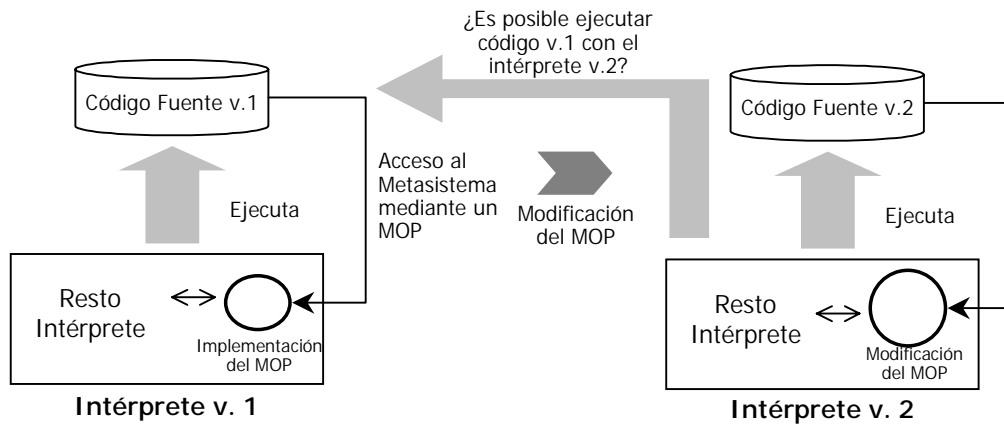 ¿Es posible ejecutar
código v.1 con el
intérprete v.2?
Código Fuente v.1
Código Fuente v.2
Acceso al
Metasistema
mediante un
MOP
Ejecuta
Modificación
del MOP
Ejecuta
Resto
Intérprete
Implementación
del MOP
Resto
Intérprete
Modificación
del MOP
Intérprete v. 1
Intérprete v. 2